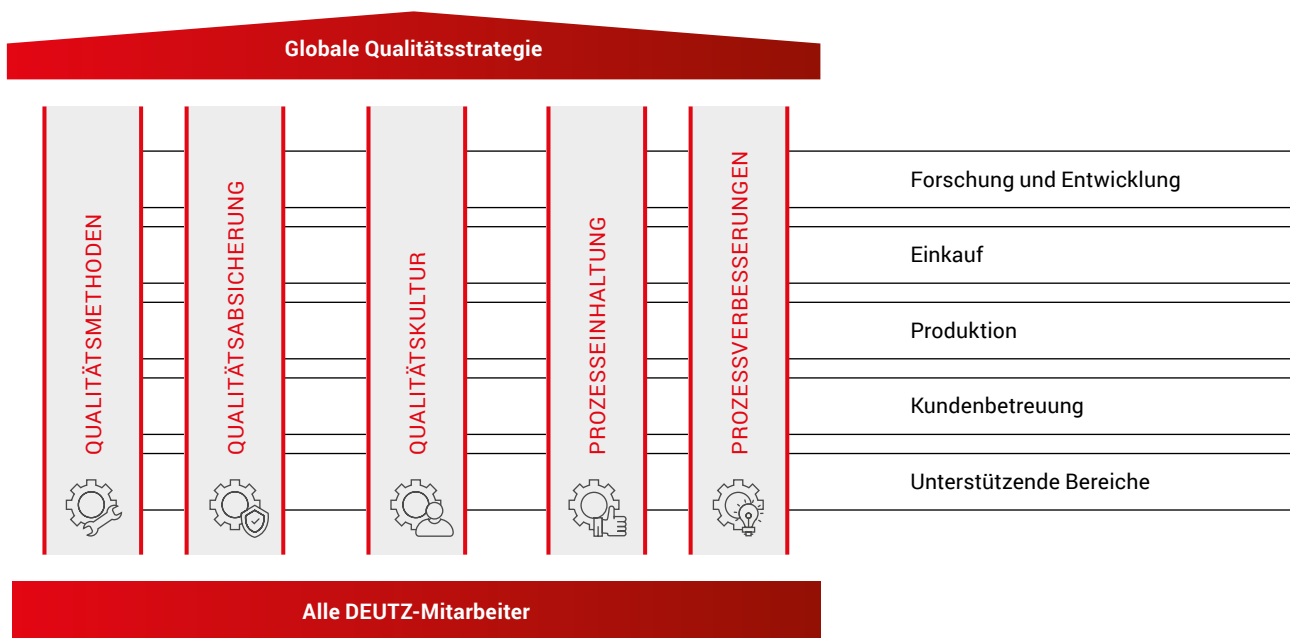 Globale Qualitätsstrategie
QUALITÄTSMETHODEN
QUALITÄTSABSICHERUNG
QUALITÄTSKULTUR
PROZESSEINHALTUNG
PROZESSVERBESSERUNGEN
Forschung und Entwicklung
Einkauf
Produktion
Kundenbetreuung
Unterstützende Bereiche
Alle DEUTZ-Mitarbeiter